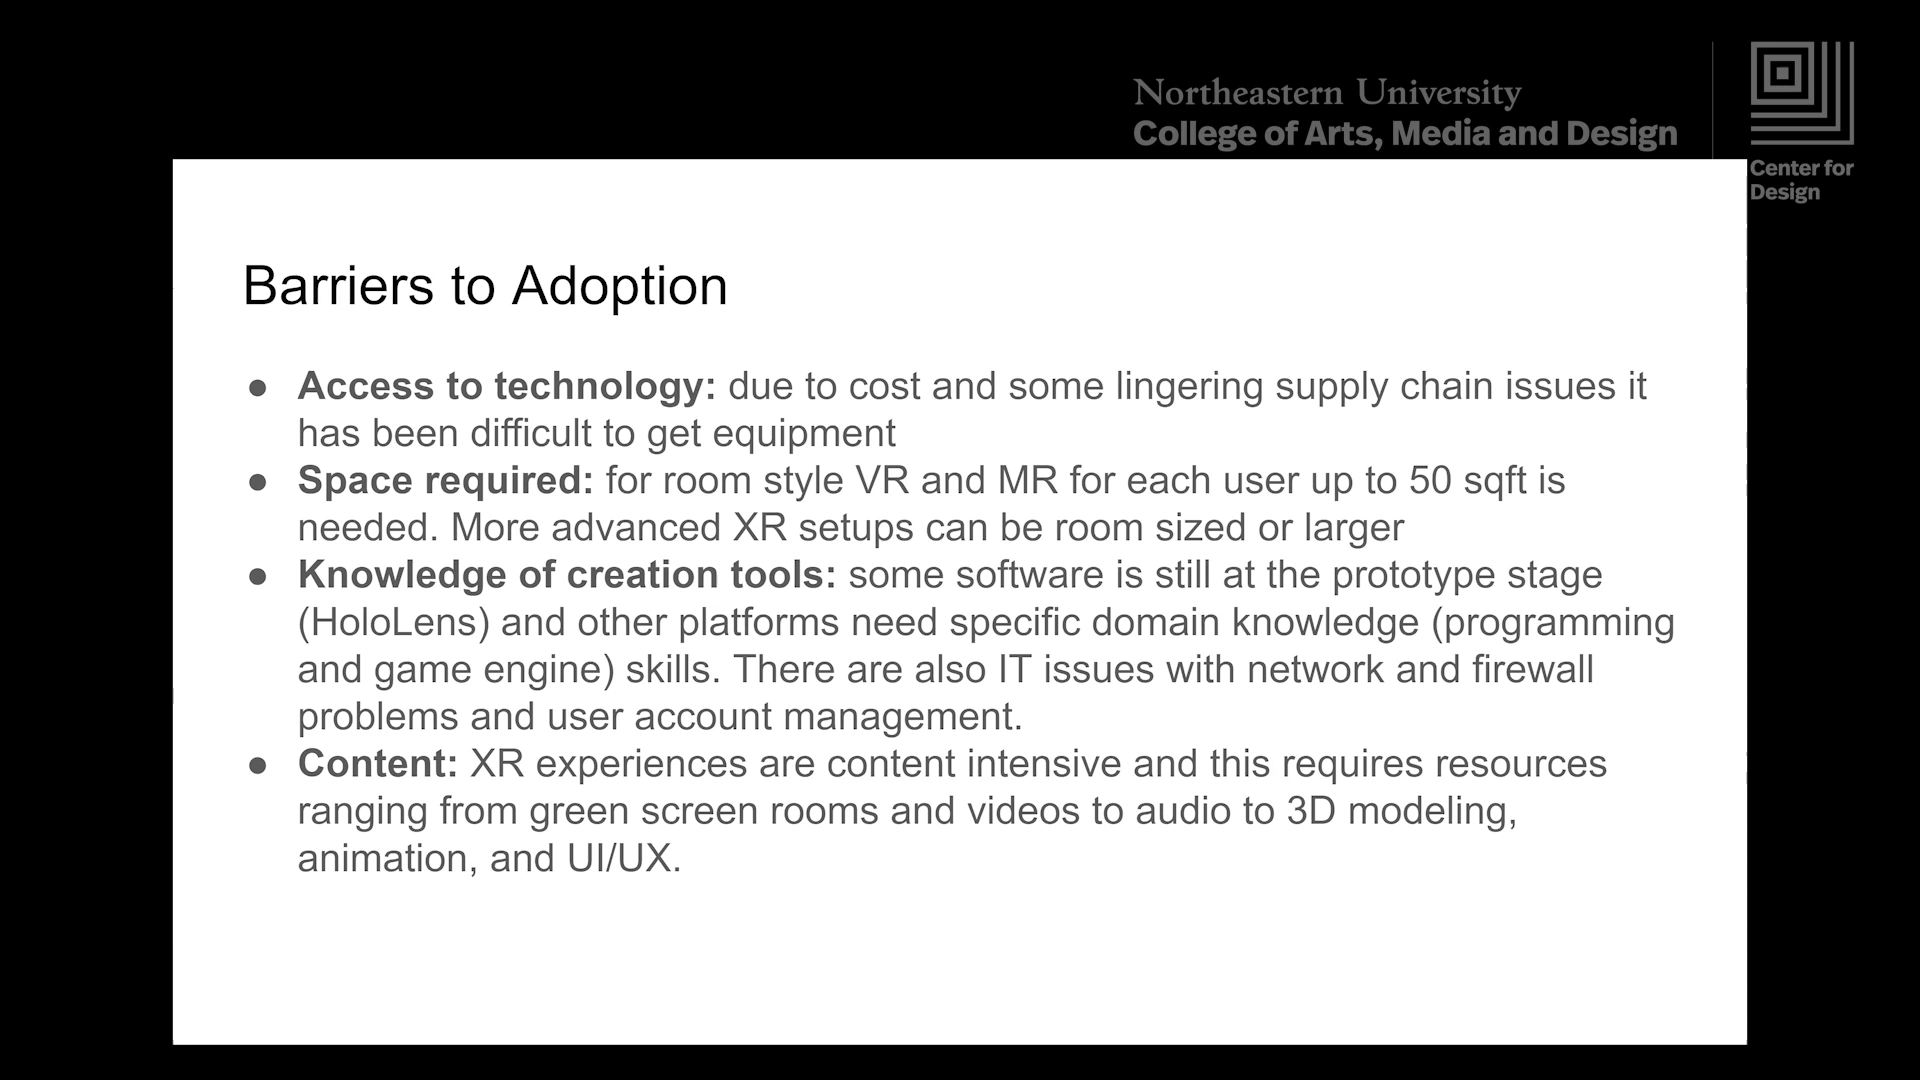 Northeastern University
College of Arts, Media and Design
Center for
Design
Barriers to Adoption
● Access to technology: due to cost and some lingering supply chain issues it
has been difficult to get equipment
● Space required: for room style VR and MR for each user up to 50 sqft is
needed. More advanced XR setups can be room sized or larger
● Knowledge of creation tools: some software is still at the prototype stage
(HoloLens) and other platforms need specific domain knowledge (programming
and game engine) skills. There are also IT issues with network and firewall
problems and user account management.
● Content: XR experiences are content intensive and this requires resources
ranging from green screen rooms and videos to audio to 3D modeling,
animation, and UI/UX.